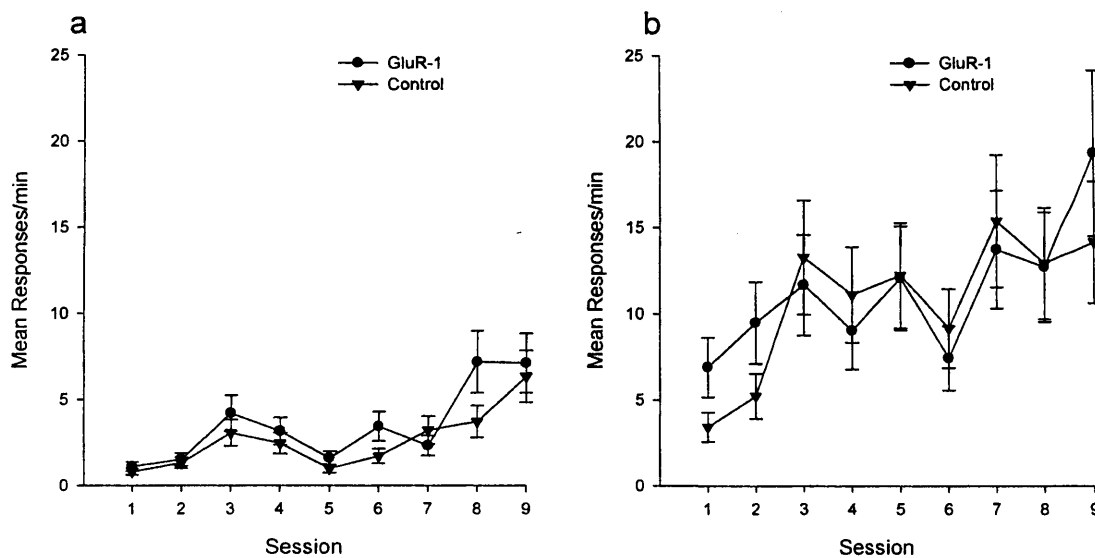 a
25
20
15
10
5
0
Mean Responses/min
GluR-1
Control
1 2 3 4 5 6 7 8 9
Session
b
25
20
15
10
5
0
Mean Responses/min
GluR-1
Control
1 2 3 4 5 6 7 8 9
Session